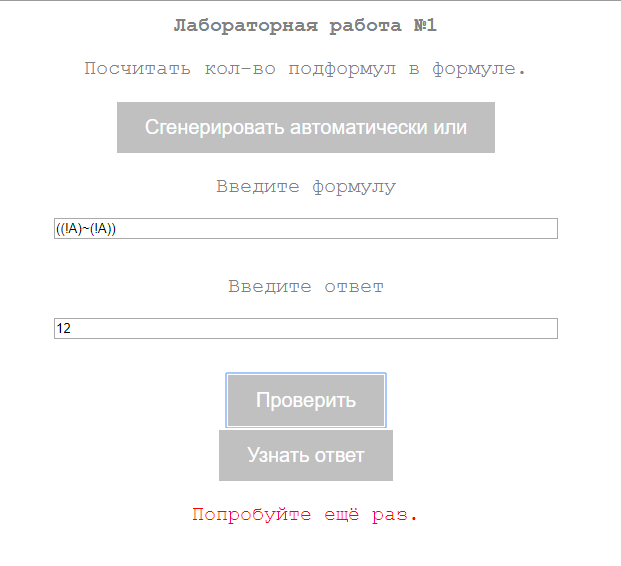 Лабораторная работа №1
Посчитать кол-во подформул в формуле.
Сгенерировать автоматически или
Введите формулу
((!A)~(!A))
Введите ответ
12
Проверить
Узнать ответ
Попробуйте ещё раз.